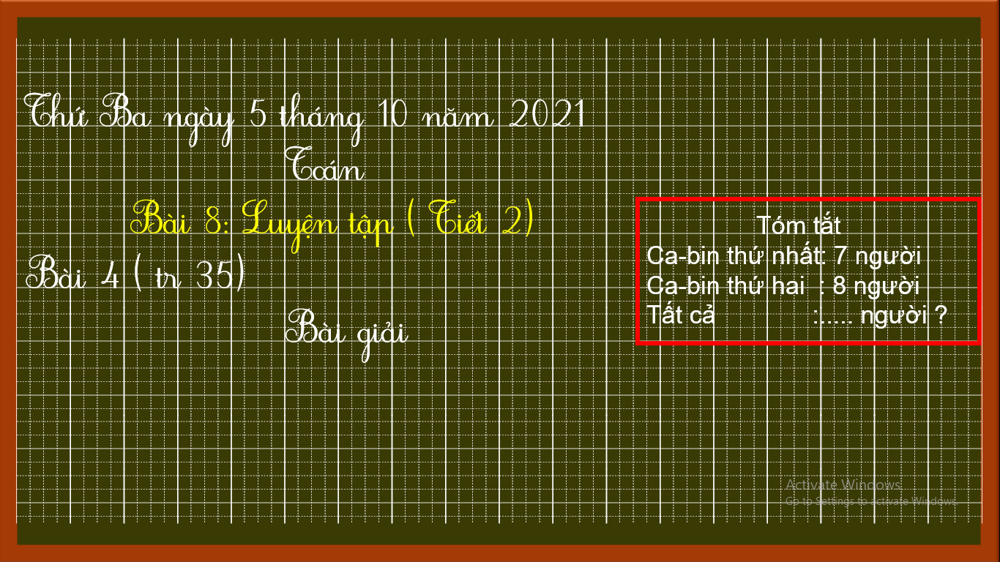 Thứ Ba ngày 5 tháng 10 năm 2021
Toán
Bài 8: Luyện tập ( Tiết 2)
Bài 4 ( tr 35)
Bài giải
Tóm tắt
Ca-bin thứ nhất: 7 người
Ca-bin thứ hai : 8 người
Tất cả :..... người ?
Activate Windows
Go to Settings to activate Windows.